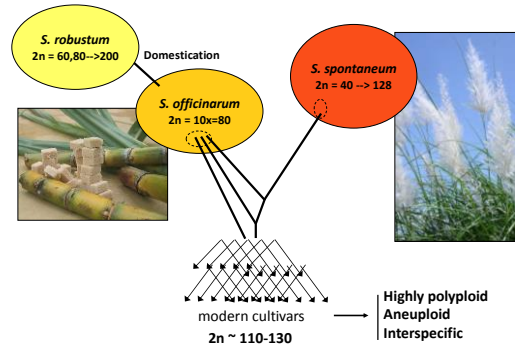 S. robustum
2n = 60,80-->200
Domestication
S. officinarum
2n = 10x=80
S. spontaneum
2n = 40 --> 128
modern cultivars
2n ~ 110-130
Highly polyploid
Aneuploid
Interspecific